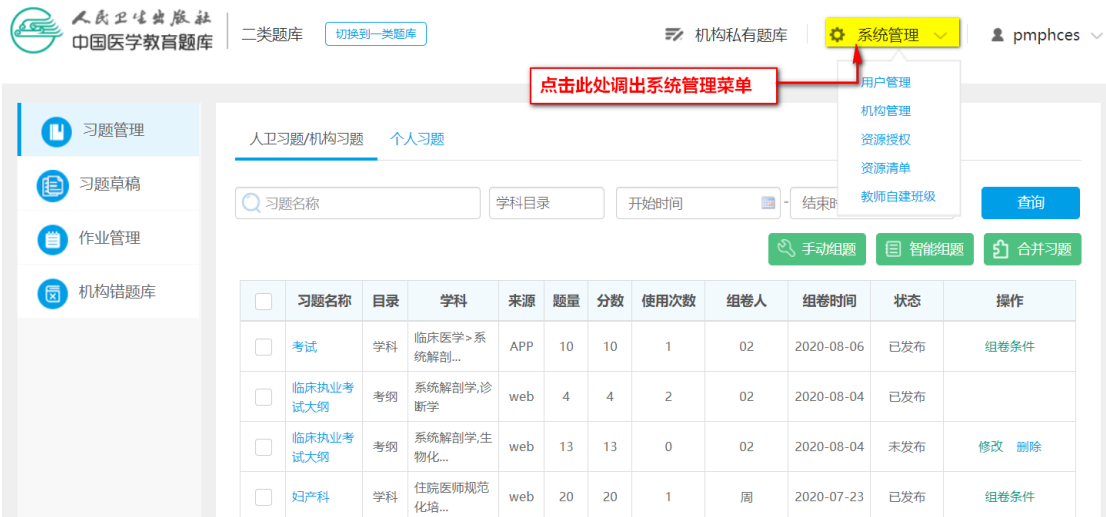 人民卫生出版社
中国医学教育题库
二类题库
切换到一类题库
机构私有题库
系统管理
pmphces
点击此处调出系统管理菜单
用户管理
机构管理
资源授权
资源清单
教师自建班级
习题管理
习题草稿
作业管理
机构错题库
人卫习题/机构习题 个人习题
习题名称 学科目录 开始时间 - 结束时 查询
手动组题 智能组题 合并习题
习题名称 目录 学科 来源 题量 分数 使用次数 组卷人 组卷时间 状态 操作
考试 学科 临床医学>系 APP 10 10 1 02 2020-08-06 已发布 组卷条件
统解剖...
临床执业考 考纲 系统解剖学,诊 web 4 4 2 02 2020-08-04 已发布
试大纲 断学
临床执业考 考纲 系统解剖学,生 web 13 13 0 02 2020-08-04 未发布 修改 删除
试大纲 物化...
妇产科 学科 住院医师规范 web 20 20 1 周 2020-07-23 已发布 组卷条件
化培...